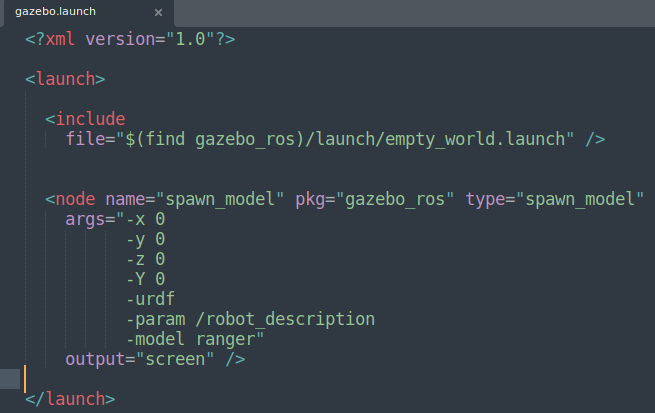 gazebo.launch ×
<?xml version="1.0"?>
<launch>
<include
file="$(find gazebo_ros)/launch/empty_world.launch" />
<node name="spawn_model" pkg="gazebo_ros" type="spawn_model"
args="-x 0
-y 0
-z 0
-Y 0
-urdf
-param /robot_description
-model ranger"
output="screen" />
</launch>